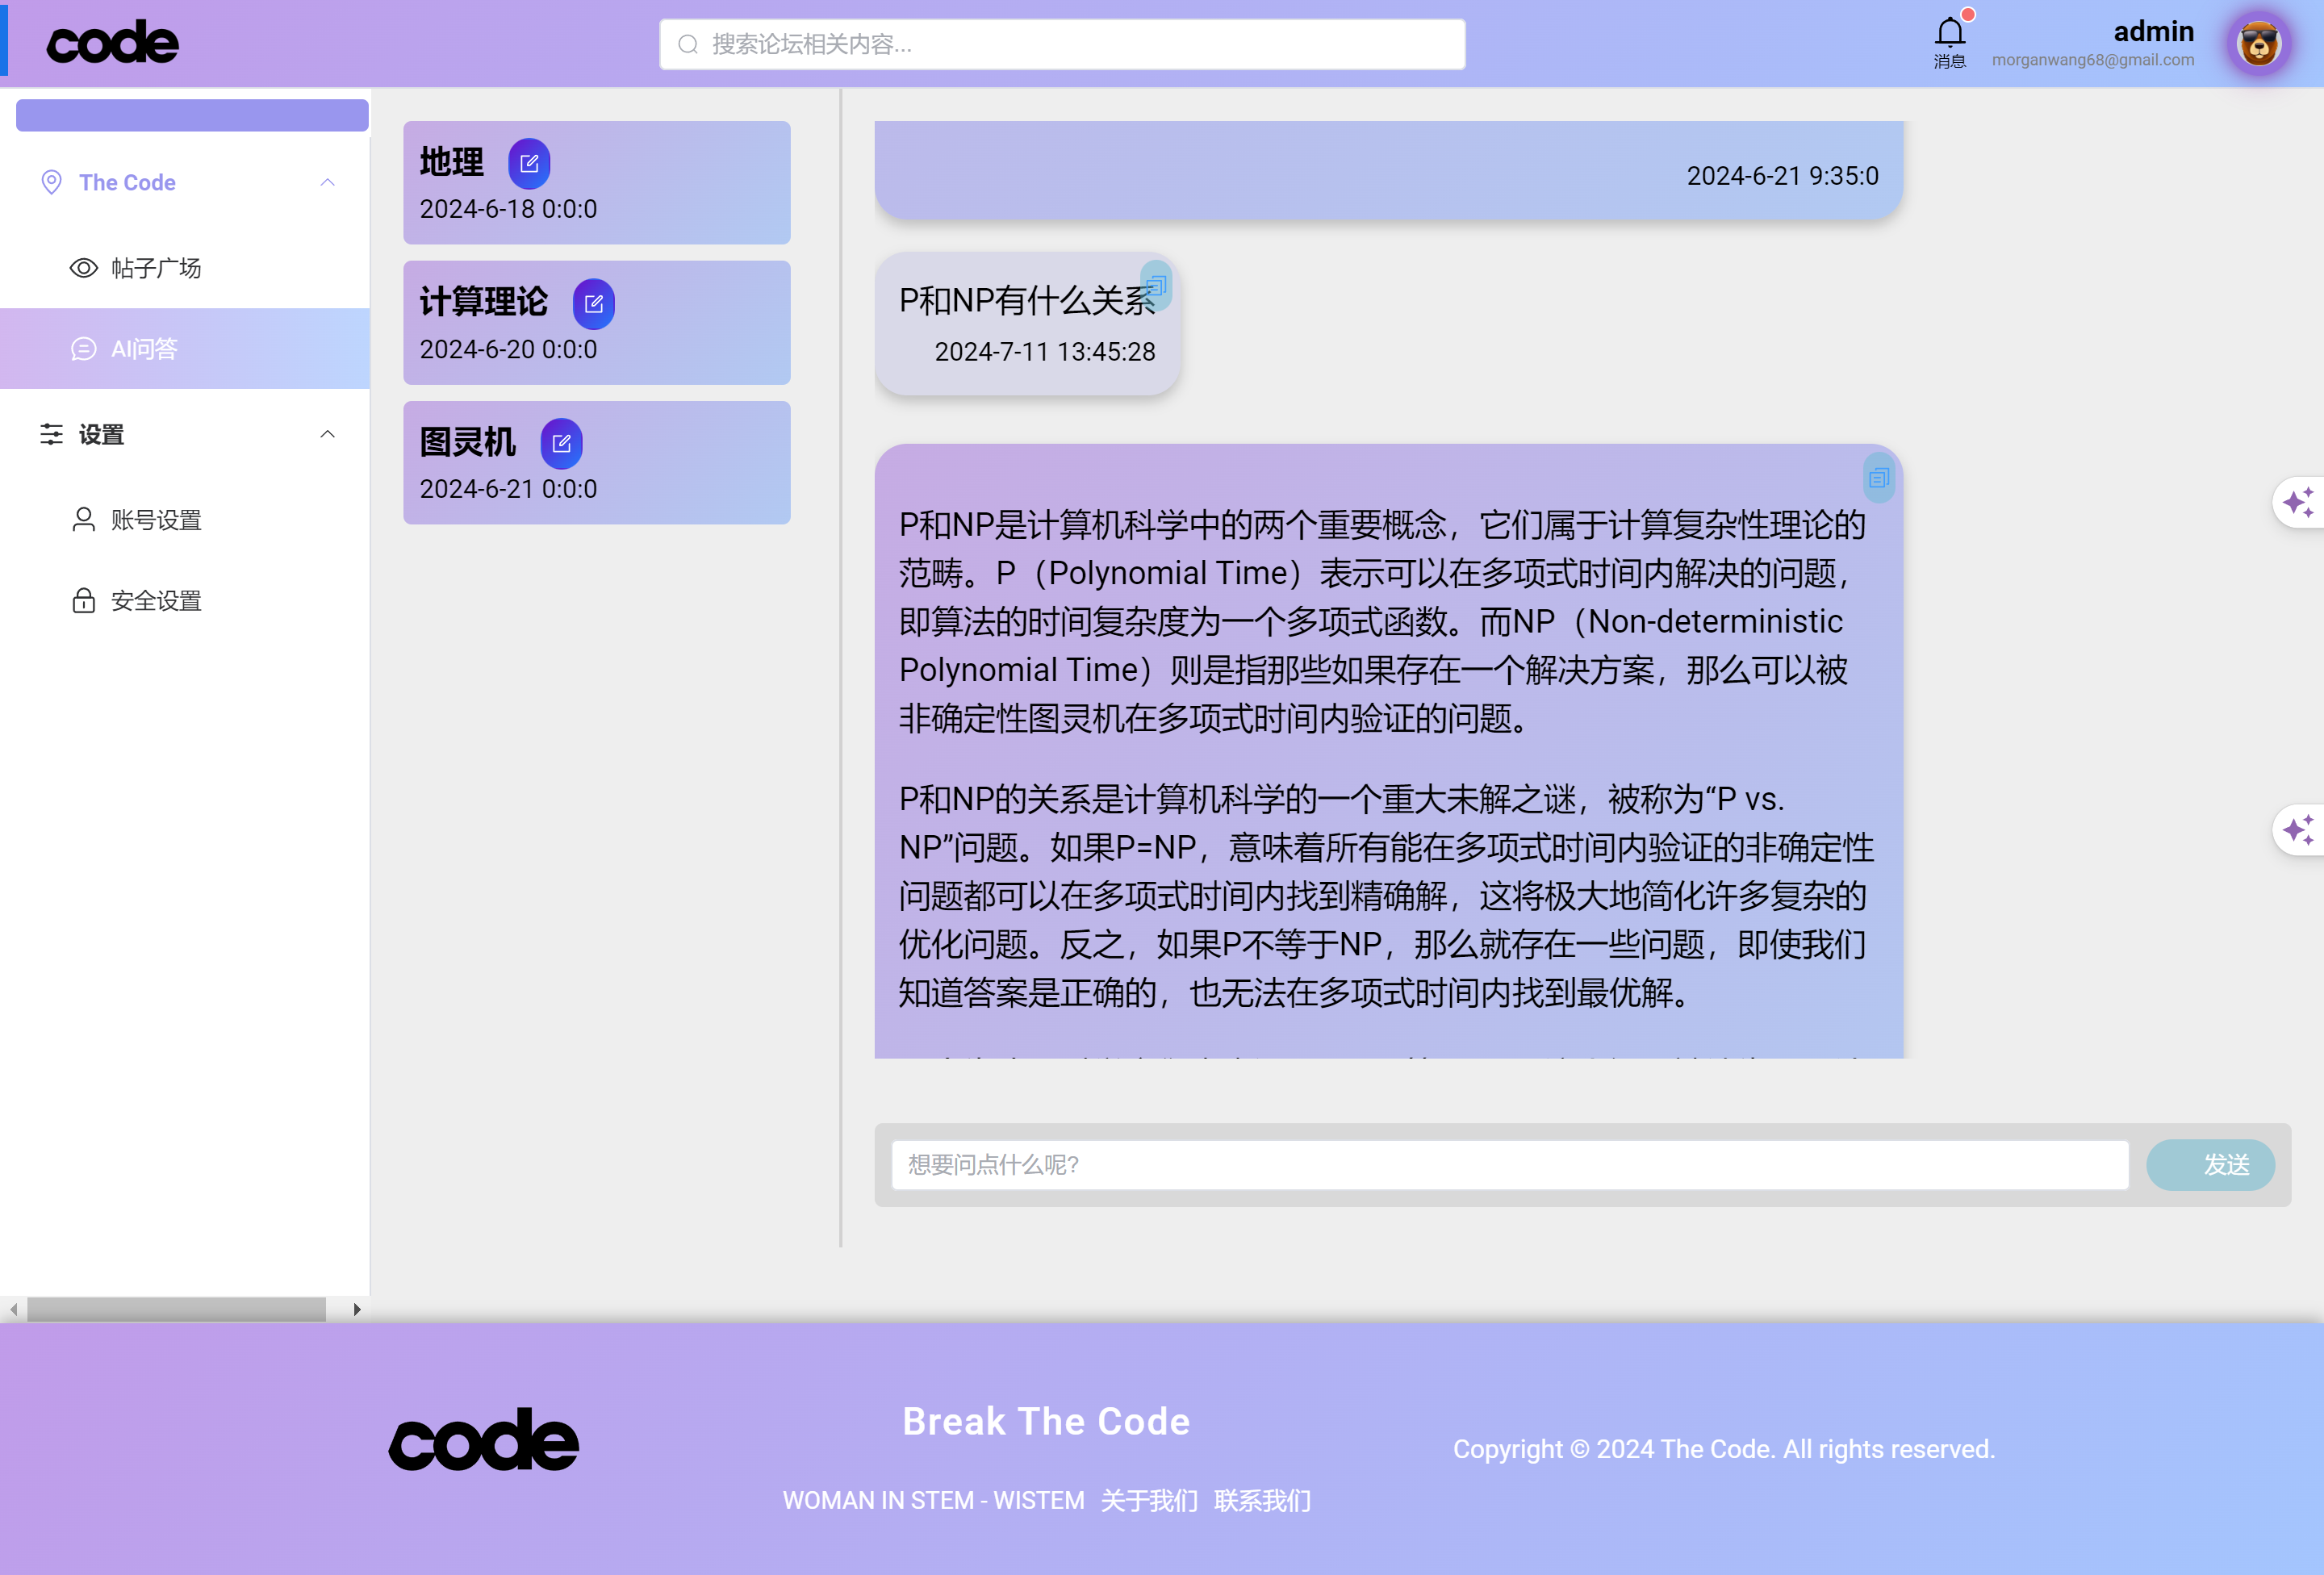 code
搜索论坛相关内容...
消息
admin
morganwang68@gmail.com
The Code
帖子广场
AI问答
设置
账号设置
安全设置
地理
2024-6-18 0:0:0
计算理论
2024-6-20 0:0:0
图灵机
2024-6-21 0:0:0
2024-6-21 9:35:0
P和NP有什么关系
2024-7-11 13:45:28
P和NP是计算机科学中的两个重要概念，它们属于计算复杂性理论的
范畴。P（Polynomial Time）表示可以在多项式时间内解决的问题，
即算法的时间复杂度为一个多项式函数。而NP（Non-deterministic
Polynomial Time）则是指那些如果存在一个解决方案，那么可以被
非确定性图灵机在多项式时间内验证的问题。
P和NP的关系是计算机科学的一个重大未解之谜，被称为“P vs.
NP”问题。如果P=NP，意味着所有能在多项式时间内验证的非确定性
问题都可以在多项式时间内找到精确解，这将极大地简化许多复杂的
优化问题。反之，如果P不等于NP，那么就存在一些问题，即使我们
知道答案是正确的，也无法在多项式时间内找到最优解。
想要问点什么呢?
发送
code
Break The Code
WOMAN IN STEM - WISTEM 关于我们 联系我们
Copyright © 2024 The Code. All rights reserved.